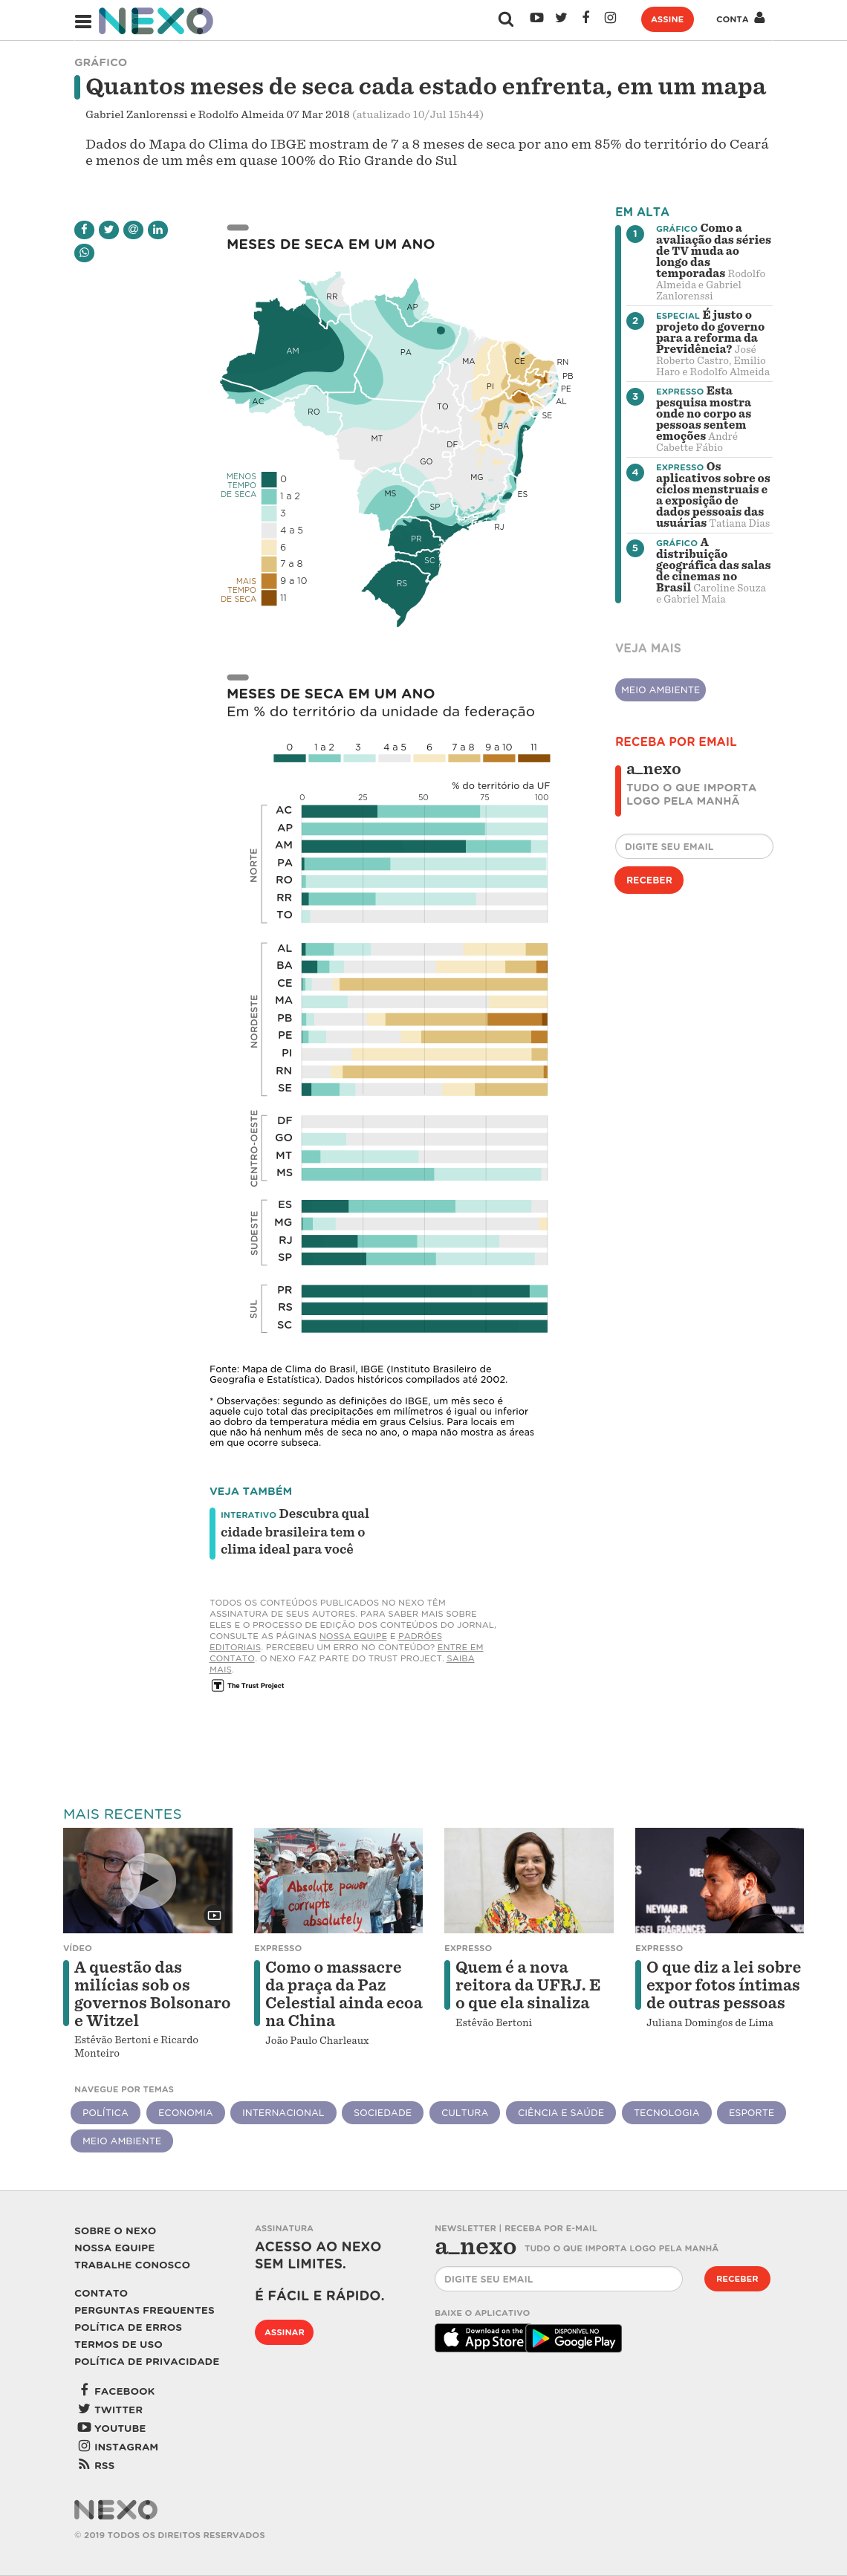 NEXO
ASSINE
CONTA
GRÁFICO
Quantos meses de seca cada estado enfrenta, em um mapa
Gabriel Zanlorenssi e Rodolfo Almeida 07 Mar 2018 (atualizado 10/Jul 15h44)
Dados do Mapa do Clima do IBGE mostram de 7 a 8 meses de seca por ano em 85% do território do Ceará
e menos de um mês em quase 100% do Rio Grande do Sul
MESES DE SECA EM UM ANO
RR
AP
AM
PA
MA
CE
RN
PB
PE
AL
SE
PI
AC
RO
TO
BA
MT
DF
GO
MG
MS
ES
SP
RJ
PR
SC
RS
MENOS
TEMPO
DE SECA
0
1 a 2
3
4 a 5
6
7 a 8
9 a 10
11
MAIS
TEMPO
DE SECA
MESES DE SECA EM UM ANO
Em % do território da unidade da federação
0 1 a 2 3 4 a 5 6 7 a 8 9 a 10 11
% do território da UF
0 25 50 75 100
NORTE
AC
AP
AM
PA
RO
RR
TO
NORDESTE
AL
BA
CE
MA
PB
PE
PI
RN
SE
CENTRO-OESTE
DF
GO
MT
MS
SUDESTE
ES
MG
RJ
SP
SUL
PR
RS
SC
Fonte: Mapa de Clima do Brasil, IBGE (Instituto Brasileiro de
Geografia e Estatística). Dados históricos compilados até 2002.
* Observações: segundo as definições do IBGE, um mês seco é
aquele cujo total das precipitações em milímetros é igual ou inferior
ao dobro da temperatura média em graus Celsius. Para locais em
que não há nenhum mês de seca no ano, o mapa não mostra as áreas
em que ocorre subseca.
VEJA TAMBÉM
INTERATIVO Descubra qual
cidade brasileira tem o
clima ideal para você
TODOS OS CONTEÚDOS PUBLICADOS NO NEXO TÊM
ASSINATURA DE SEUS AUTORES. PARA SABER MAIS SOBRE
ELES E O PROCESSO DE EDIÇÃO DOS CONTEÚDOS DO JORNAL,
CONSULTE AS PÁGINAS NOSSA EQUIPE E PADRÕES
EDITORIAIS. PERCEBEU UM ERRO NO CONTEÚDO? ENTRE EM
CONTATO. O NEXO FAZ PARTE DO TRUST PROJECT. SAIBA
MAIS.
T The Trust Project
EM ALTA
1
GRÁFICO Como a
avaliação das séries
de TV muda ao
longo das
temporadas Rodolfo
Almeida e Gabriel
Zanlorenssi
2
ESPECIAL É justo o
projeto do governo
para a reforma da
Previdência? José
Roberto Castro, Emilio
Haro e Rodolfo Almeida
3
EXPRESSO Esta
pesquisa mostra
onde no corpo as
pessoas sentem
emoções André
Cabette Fábio
4
EXPRESSO Os
aplicativos sobre os
ciclos menstruais e
a exposição de
dados pessoais das
usuárias Tatiana Dias
5
GRÁFICO A
distribuição
geográfica das salas
de cinemas no
Brasil Caroline Souza
e Gabriel Maia
VEJA MAIS
MEIO AMBIENTE
RECEBA POR EMAIL
a_nexo
TUDO O QUE IMPORTA
LOGO PELA MANHÃ
DIGITE SEU EMAIL
RECEBER
MAIS RECENTES
Absolute power
corrupts
absolutely
NEYMAR JR
DIESEL FRAGRANCES
VÍDEO
A questão das
milícias sob os
governos Bolsonaro
e Witzel
Estêvão Bertoni e Ricardo
Monteiro
EXPRESSO
Como o massacre
da praça da Paz
Celestial ainda ecoa
na China
João Paulo Charleaux
EXPRESSO
Quem é a nova
reitora da UFRJ. E
o que ela sinaliza
Estêvão Bertoni
EXPRESSO
O que diz a lei sobre
expor fotos íntimas
de outras pessoas
Juliana Domingos de Lima
NAVEGUE POR TEMAS
POLÍTICA ECONOMIA INTERNACIONAL SOCIEDADE CULTURA CIÊNCIA E SAÚDE TECNOLOGIA ESPORTE
MEIO AMBIENTE
SOBRE O NEXO
NOSSA EQUIPE
TRABALHE CONOSCO
CONTATO
PERGUNTAS FREQUENTES
POLÍTICA DE ERROS
TERMOS DE USO
POLÍTICA DE PRIVACIDADE
FACEBOOK
TWITTER
YOUTUBE
INSTAGRAM
RSS
ASSINATURA
ACESSO AO NEXO
SEM LIMITES.
É FÁCIL E RÁPIDO.
ASSINAR
NEWSLETTER | RECEBA POR E-MAIL
a_nexo TUDO O QUE IMPORTA LOGO PELA MANHÃ
DIGITE SEU EMAIL
RECEBER
BAIXE O APLICATIVO
Download on the
App Store
DISPONÍVEL NO
Google Play
NEXO
© 2019 TODOS OS DIREITOS RESERVADOS